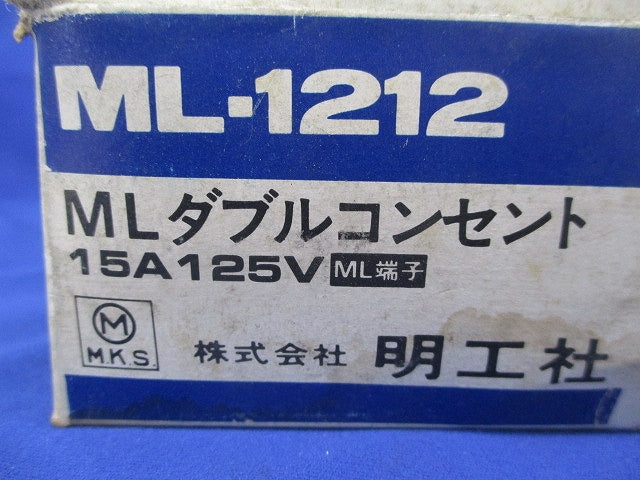 ML-1212
MLダブルコンセント
15A125V ML端子
M
M.K.S.
株式会社 明工社